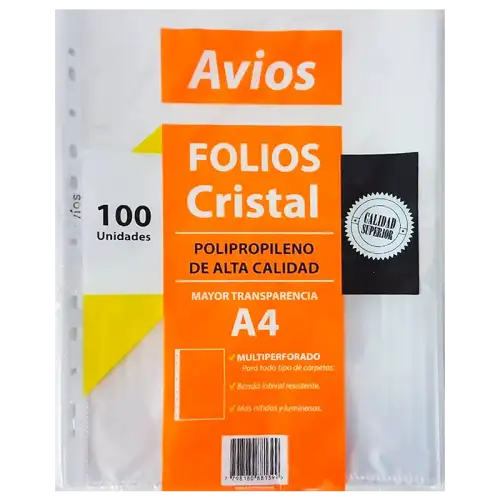 Avios
FOLIOS
Cristal
100
Unidades
CALIDAD
SUPERIOR
POLIPROPILENO
DE ALTA CALIDAD
MAYOR TRANSPARENCIA
A4
MULTIPERFORADO
Para todo tipo de carpetas.
Banda lateral resistente.
Más nítidos y luminosos.